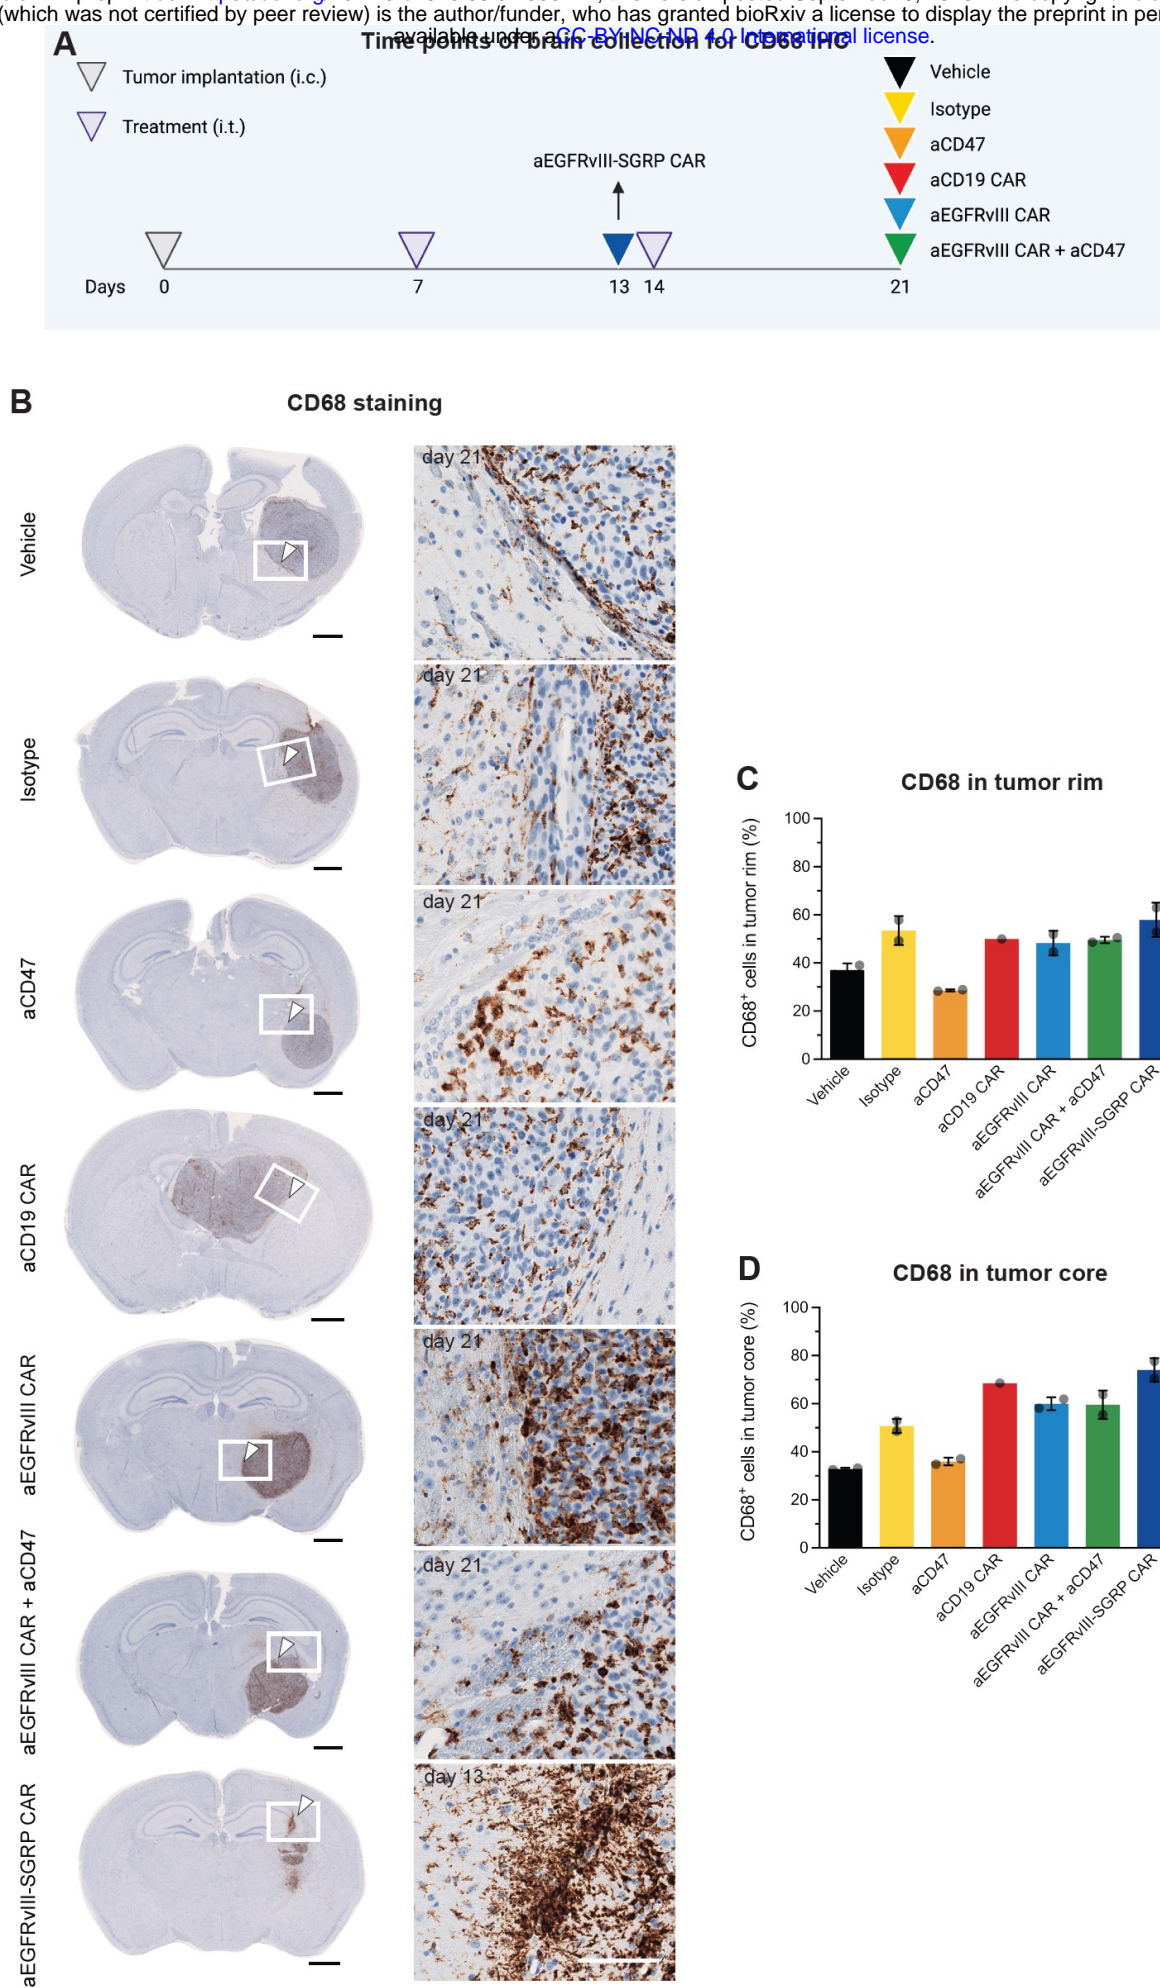 (which was not certified by peer review) is the author/funder, who has granted bioRxiv a license to display the preprint in per
available under aCC-BY-NC-ND 4.0 International license.
A
Time points of brain collection for CD68 IHC
Tumor implantation (i.c.)
Treatment (i.t.)
aEGFRvIII-SGRP CAR
Vehicle
Isotype
aCD47
aCD19 CAR
aEGFRvIII CAR
aEGFRvIII CAR + aCD47
Days 0 7 13 14 21
B
CD68 staining
Vehicle
day 21
Isotype
day 21
aCD47
day 21
aCD19 CAR
day 21
aEGFRvIII CAR
day 21
aEGFRvIII CAR + aCD47
day 21
aEGFRvIII-SGRP CAR
day 13
C
CD68 in tumor rim
CD68⁺ cells in tumor rim (%)
100
80
60
40
20
0
Vehicle
Isotype
aCD47
aCD19 CAR
aEGFRvIII CAR
aEGFRvIII CAR + aCD47
aEGFRvIII-SGRP CAR
D
CD68 in tumor core
CD68⁺ cells in tumor core (%)
100
80
60
40
20
0
Vehicle
Isotype
aCD47
aCD19 CAR
aEGFRvIII CAR
aEGFRvIII CAR + aCD47
aEGFRvIII-SGRP CAR